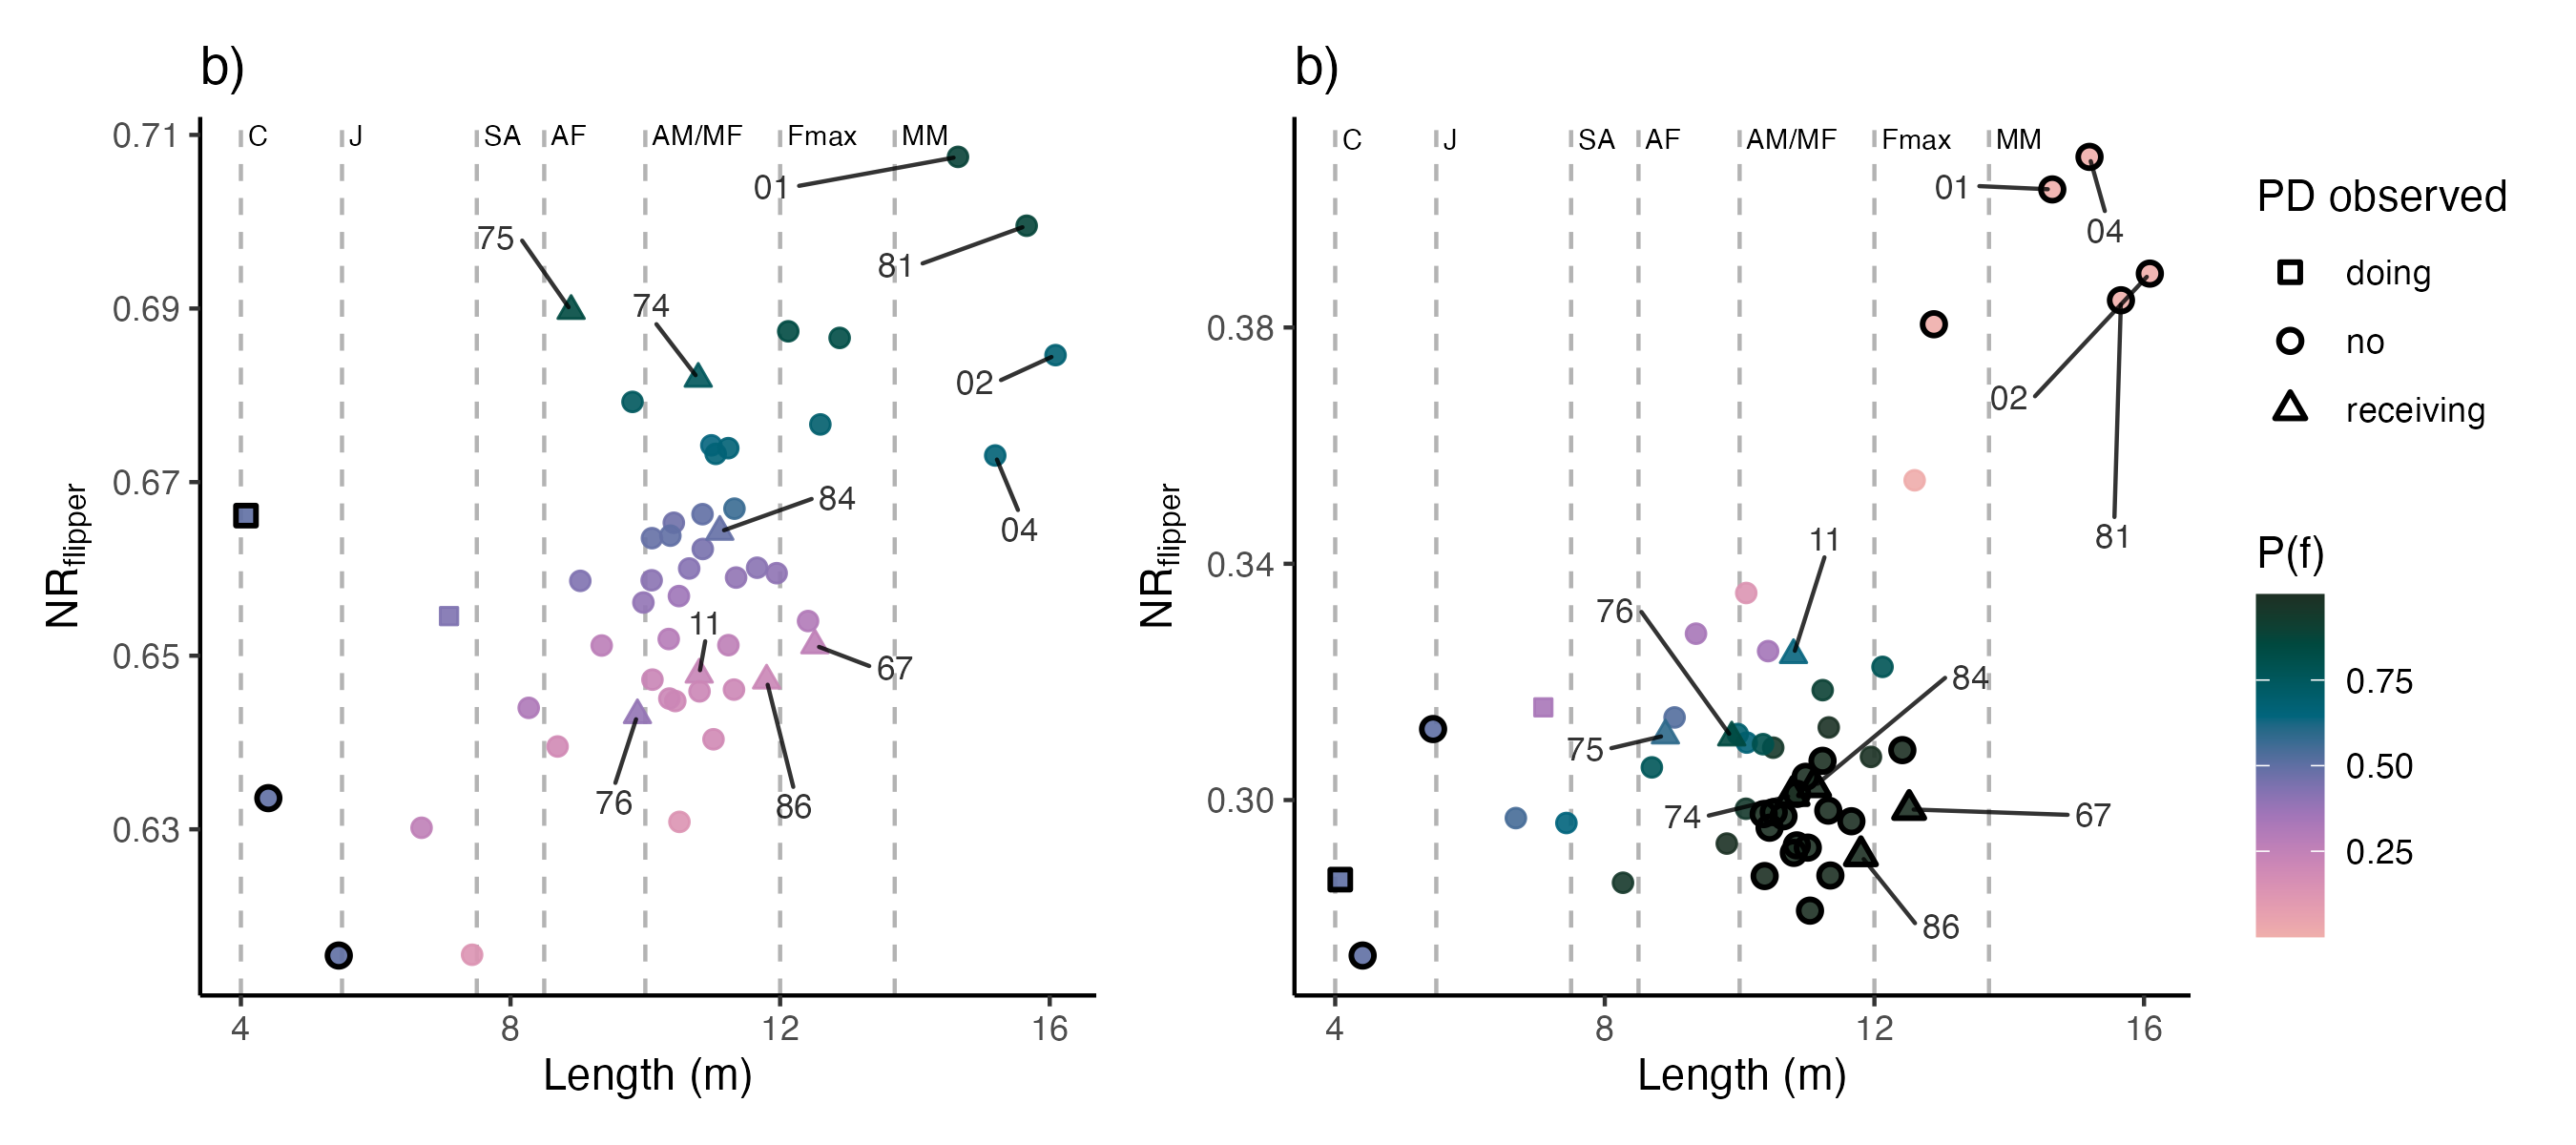 b)
0.71
0.69
0.67
0.65
0.63
NRflipper
C
J
SA
AF
AM/MF
Fmax
MM
01
81
75
74
02
04
84
11
67
76
86
4
8
12
16
Length (m)
b)
0.38
0.34
0.30
NRflipper
C
J
SA
AF
AM/MF
Fmax
MM
01
04
02
81
11
76
84
75
74
67
86
4
8
12
16
Length (m)
PD observed
doing
no
receiving
P(f)
0.75
0.50
0.25